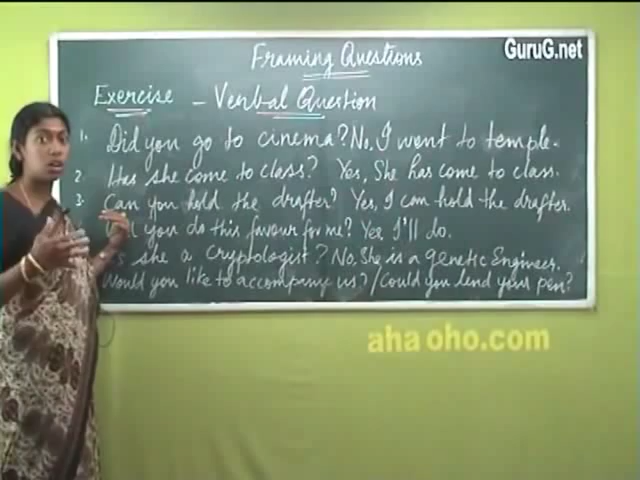 Framing Questions
GuruG.net
Exercise - Verbal Question
1. Did you go to cinema? No, I went to temple.
2. Has she come to class? Yes, She has come to class.
3. Can you hold the drafter? Yes, I can hold the drafter.
you do this favour for me? Yes, I'll do.
she a cryptologist? No. She is a genetic Engineer.
Would you like to accompany us? / Could you lend your pen?
aha oho.com